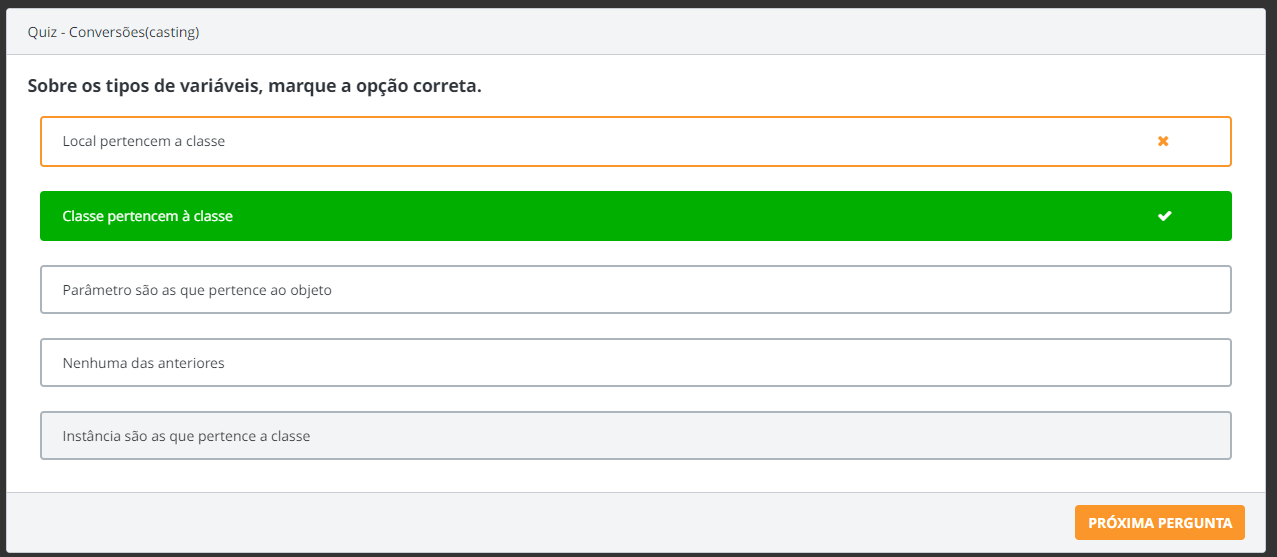 Quiz - Conversões(casting)
Sobre os tipos de variáveis, marque a opção correta.
Local pertencem a classe
Classe pertencem à classe
Parâmetro são as que pertence ao objeto
Nenhuma das anteriores
Instância são as que pertence a classe
PRÓXIMA PERGUNTA